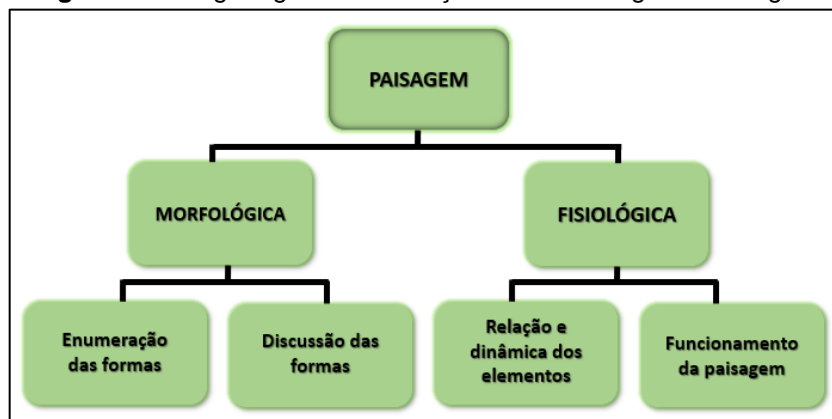 PAISAGEM
MORFOLÓGICA
FISIOLÓGICA
Enumeração
das formas
Discussão das
formas
Relação e
dinâmica dos
elementos
Funcionamento
da paisagem